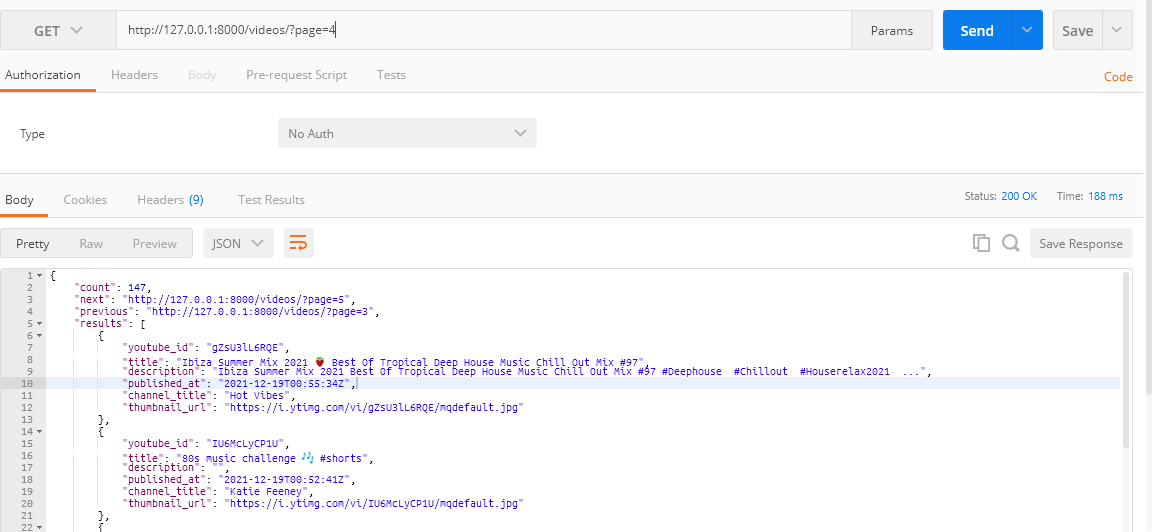 GET http://127.0.0.1:8000/videos/?page=4 Params Send Save
Authorization Headers Body Pre-request Script Tests Code
Type No Auth
Body Cookies Headers (9) Test Results Status: 200 OK Time: 188 ms
Pretty Raw Preview JSON Save Response
1 {
2 "count": 147,
3 "next": "http://127.0.0.1:8000/videos/?page=5",
4 "previous": "http://127.0.0.1:8000/videos/?page=3",
5 "results": [
6 {
7 "youtube_id": "gZsU3lL6RQE",
8 "title": "Ibiza Summer Mix 2021 🍓 Best Of Tropical Deep House Music Chill Out Mix #97",
9 "description": "Ibiza Summer Mix 2021 Best Of Tropical Deep House Music Chill Out Mix #97 #Deephouse #Chillout #Houserelax2021 ...",
10 "published_at": "2021-12-19T00:55:34Z",
11 "channel_title": "Hot Vibes",
12 "thumbnail_url": "https://i.ytimg.com/vi/gZsU3lL6RQE/mqdefault.jpg"
13 },
14 {
15 "youtube_id": "IU6McLyCP1U",
16 "title": "80s music challenge 🎶 #shorts",
17 "description": "",
18 "published_at": "2021-12-19T00:52:41Z",
19 "channel_title": "Katie Feeney",
20 "thumbnail_url": "https://i.ytimg.com/vi/IU6McLyCP1U/mqdefault.jpg"
21 },
22 {